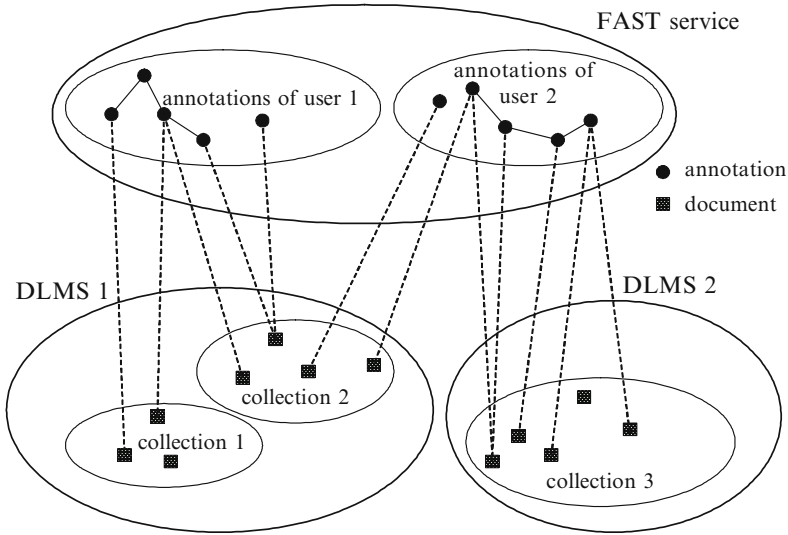 FAST service
annotations of user 1
annotations of
user 2
annotation
document
DLMS 1
DLMS 2
collection 2
collection 1
collection 3